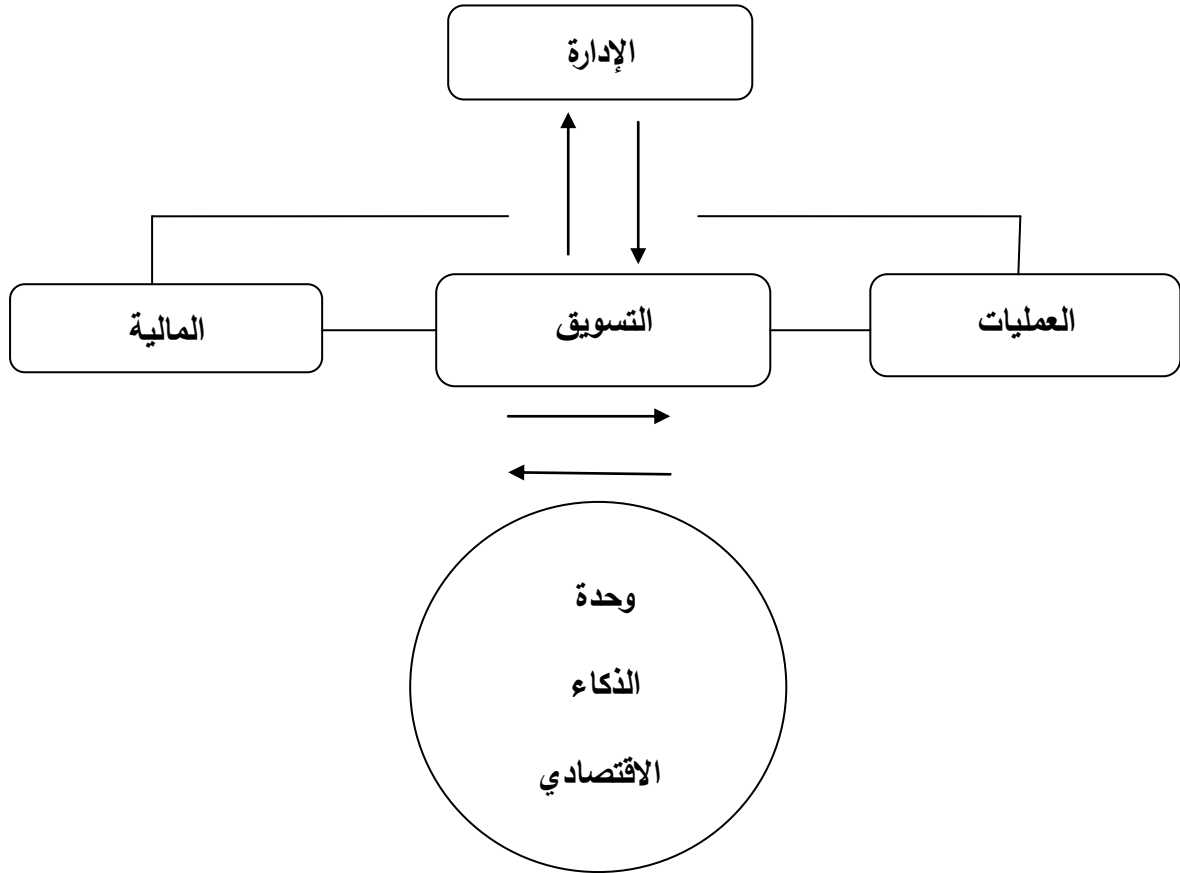 الإدارة
العمليات
التسويق
المالية
وحدة
الذكاء
الاقتصادي